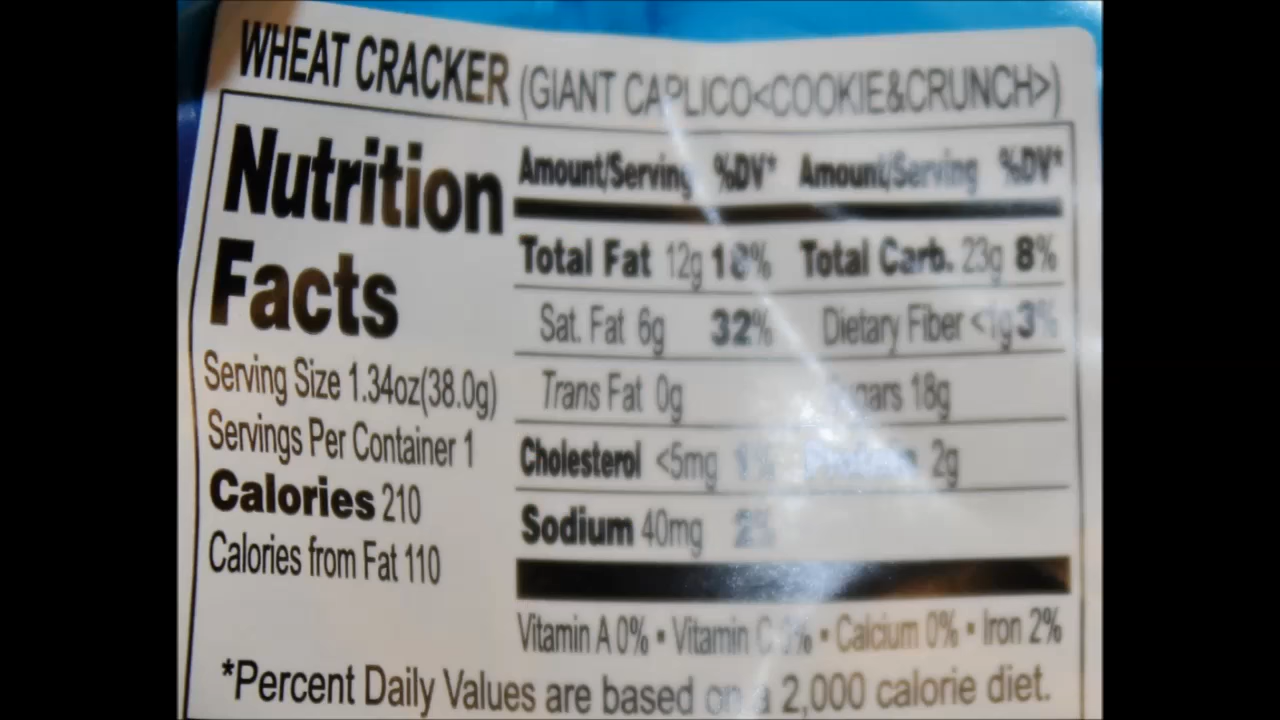 WHEAT CRACKER (GIANT CAPLICO<COOKIE&CRUNCH>)
Nutrition
Facts
Serving Size 1.34oz(38.0g)
Servings Per Container 1
Calories 210
Calories from Fat 110
Amount/Serving %DV* Amount/Serving %DV*
Total Fat 12g 18% Total Carb. 23g 8%
Sat. Fat 6g 32% Dietary Fiber <1g 3%
Trans Fat 0g Sugars 18g
Cholesterol <5mg 1% Protein 2g
Sodium 40mg 2%
Vitamin A 0% • Vitamin C 0% • Calcium 0% • Iron 2%
*Percent Daily Values are based on a 2,000 calorie diet.